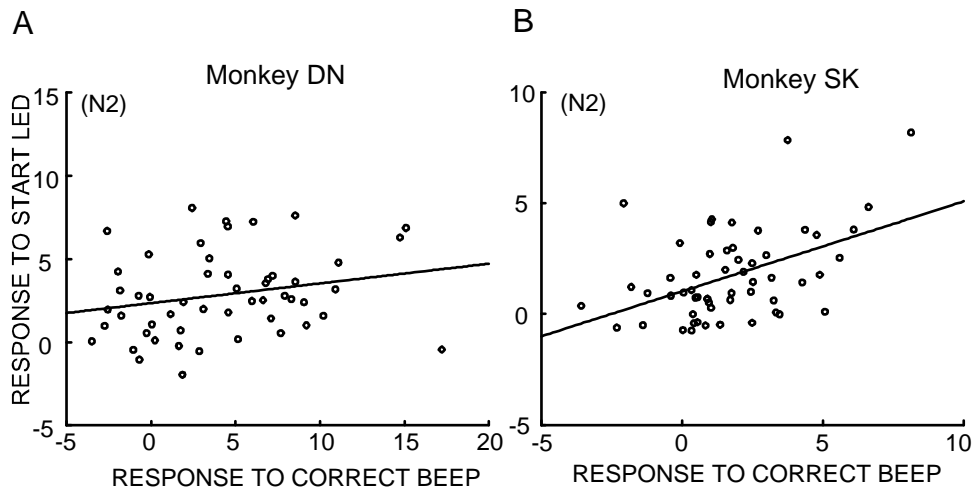 A
Monkey DN
(N2)
RESPONSE TO START LED
15
10
5
0
-5
-5 0 5 10 15 20
RESPONSE TO CORRECT BEEP
B
Monkey SK
(N2)
10
5
0
-5
-5 0 5 10
RESPONSE TO CORRECT BEEP